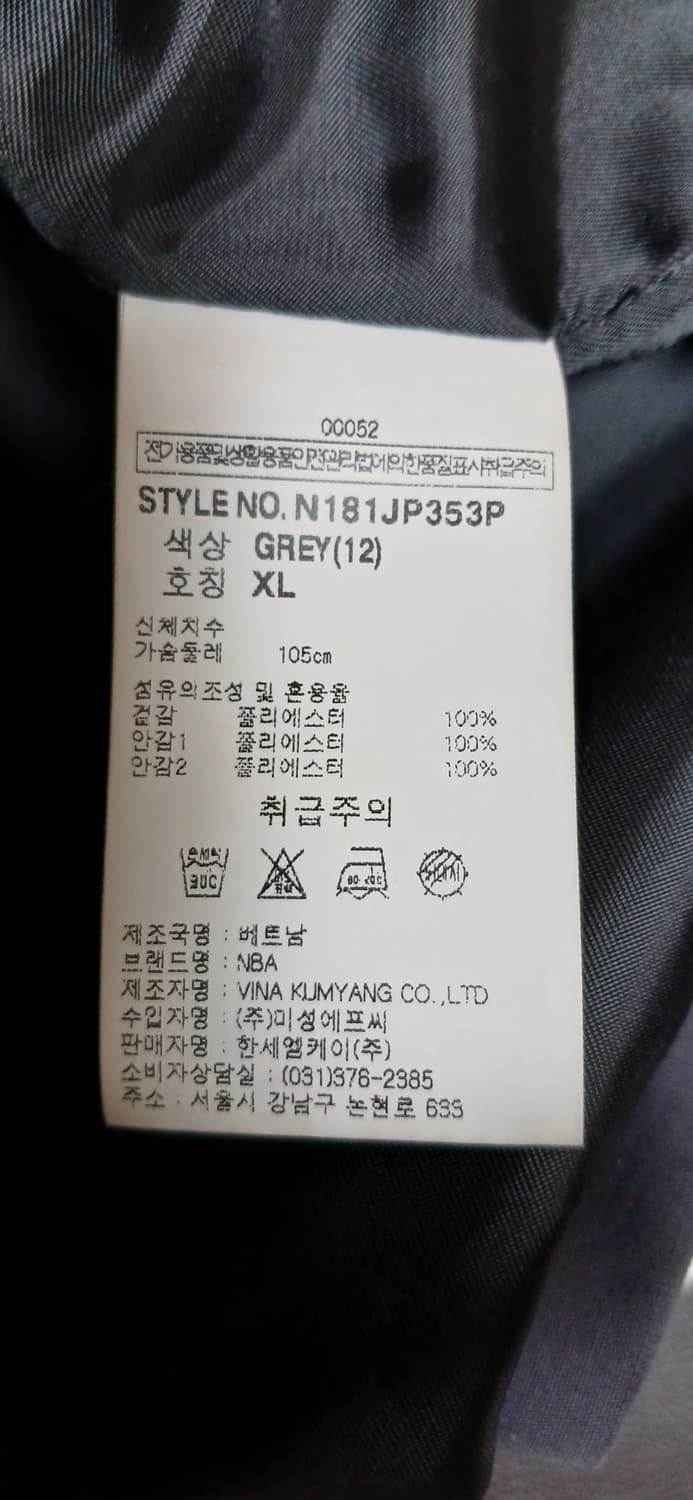 00052
전기용품및생활용품안전관리법에의한품질표시취급주의
STYLE NO. N181JP353P
색상 GREY(12)
호칭 XL
신체치수
가슴둘레 105cm
섬유의조성 및 혼용율
겉감 폴리에스터 100%
안감1 폴리에스터 100%
안감2 폴리에스터 100%
취급주의
제조국명 : 베트남
브랜드명 : NBA
제조자명 : VINA KUMYANG CO.,LTD
수입자명 : (주)미성에프씨
판매자명 : 한세엘케이(주)
소비자상담실 : (031)376-2385
주소 : 서울시 강남구 논현로 633